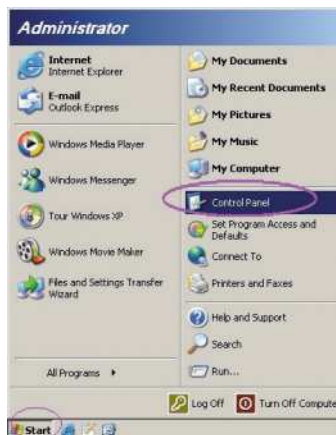 Administrator
Internet
Internet Explorer
E-mail
Outlook Express
Windows Media Player
Windows Messenger
Tour Windows XP
Windows Movie Maker
Files and Settings Transfer
Wizard
All Programs
My Documents
My Recent Documents
My Pictures
My Music
My Computer
Control Panel
Set Program Access and
Defaults
Connect To
Printers and Faxes
Help and Support
Search
Run...
Log Off
Turn Off Compute
Start